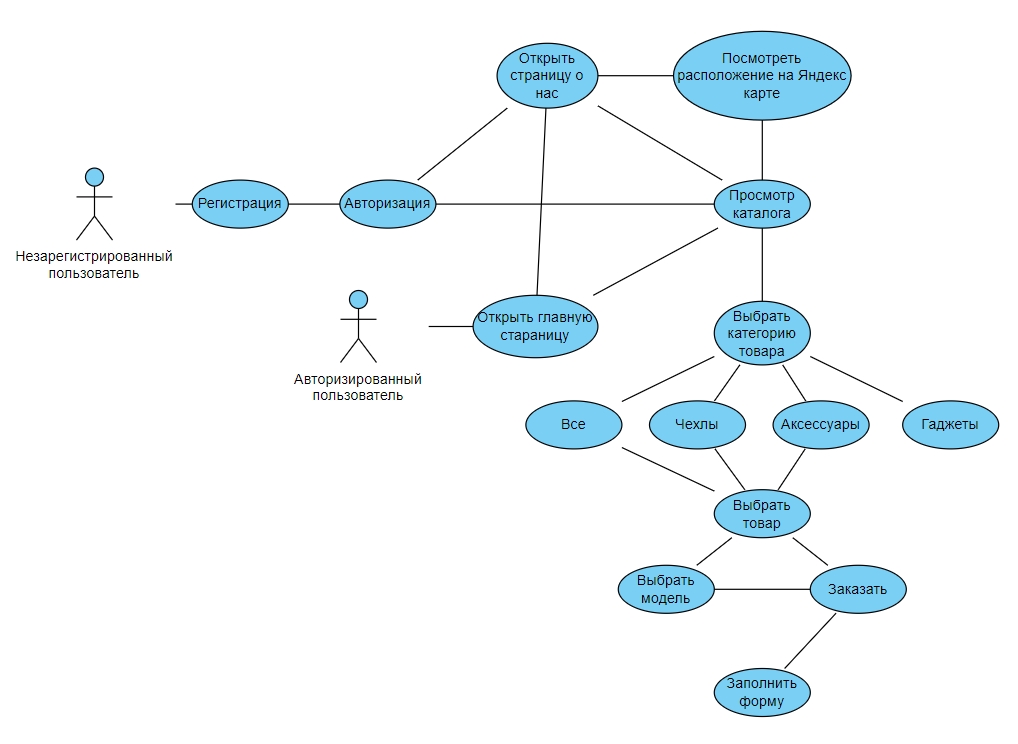 Открыть
страницу о
нас
Посмотреть
расположение на Яндекс
карте
Регистрация
Авторизация
Просмотр
каталога
Незарегистрированный
пользователь
Открыть главную
стараницу
Выбрать
категорию
товара
Авторизированный
пользователь
Все
Чехлы
Аксессуары
Гаджеты
Выбрать
товар
Выбрать
модель
Заказать
Заполнить
форму